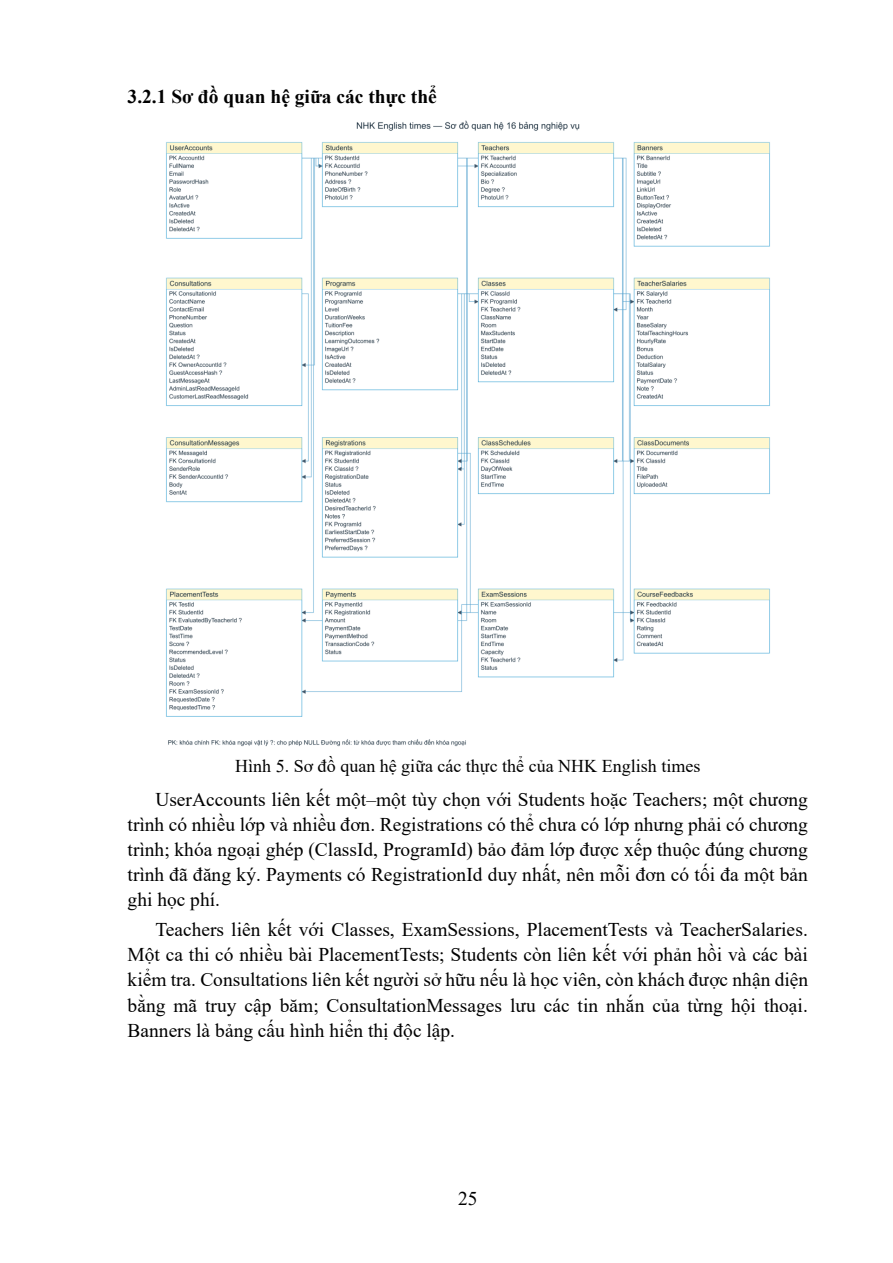 3.2.1 Sơ đồ quan hệ giữa các thực thể
NHK English times — Sơ đồ quan hệ 16 bảng nghiệp vụ
UserAccounts
PK AccountId
FullName
Email
PasswordHash
Role
AvatarUrl ?
IsActive
CreatedAt
IsDeleted
DeletedAt ?
Students
PK StudentId
FK AccountId
PhoneNumber ?
Address ?
DateOfBirth ?
PhotoUrl ?
Teachers
PK TeacherId
FK AccountId
Specialization
Bio ?
Degree ?
PhotoUrl ?
Banners
PK BannerId
Title
Subtitle ?
ImageUrl
LinkUrl
ButtonText ?
DisplayOrder
IsActive
CreatedAt
IsDeleted
DeletedAt ?
Consultations
PK ConsultationId
ContactName
ContactEmail
PhoneNumber
Question
Status
CreatedAt
IsDeleted
DeletedAt ?
FK OwnerAccountId ?
GuestAccessHash ?
LastMessageAt
AdminLastReadMessageId
CustomerLastReadMessageId
Programs
PK ProgramId
ProgramName
Level
DurationWeeks
TuitionFee
Description
LearningOutcomes ?
ImageUrl ?
IsActive
CreatedAt
IsDeleted
DeletedAt ?
Classes
PK ClassId
FK ProgramId
FK TeacherId ?
ClassName
Room
MaxStudents
StartDate
EndDate
Status
IsDeleted
DeletedAt ?
TeacherSalaries
PK SalaryId
FK TeacherId
Month
Year
BaseSalary
TotalTeachingHours
HourlyRate
Bonus
Deduction
TotalSalary
Status
PaymentDate ?
Note ?
CreatedAt
ConsultationMessages
PK MessageId
FK ConsultationId
SenderRole
FK SenderAccountId ?
Body
SentAt
Registrations
PK RegistrationId
FK StudentId
FK ClassId ?
RegistrationDate
Status
IsDeleted
DeletedAt ?
DesiredTeacherId ?
Notes ?
FK ProgramId
EarliestStartDate ?
PreferredSession ?
PreferredDays ?
ClassSchedules
PK ScheduleId
FK ClassId
DayOfWeek
StartTime
EndTime
ClassDocuments
PK DocumentId
FK ClassId
Title
FilePath
UploadedAt
PlacementTests
PK TestId
FK StudentId
FK EvaluatedByTeacherId ?
TestDate
TestTime
Score ?
RecommendedLevel ?
Status
IsDeleted
DeletedAt ?
Room ?
FK ExamSessionId ?
RequestedDate ?
RequestedTime ?
Payments
PK PaymentId
FK RegistrationId
Amount
PaymentDate
PaymentMethod
TransactionCode ?
Status
ExamSessions
PK ExamSessionId
Name
Room
ExamDate
StartTime
EndTime
Capacity
FK TeacherId ?
Status
CourseFeedbacks
PK FeedbackId
FK StudentId
FK ClassId
Rating
Comment
CreatedAt
PK: khóa chính FK: khóa ngoại vật lý ?: cho phép NULL Đường nối: từ khóa được tham chiếu đến khóa ngoại
Hình 5. Sơ đồ quan hệ giữa các thực thể của NHK English times
UserAccounts liên kết một–một tùy chọn với Students hoặc Teachers; một chương
trình có nhiều lớp và nhiều đơn. Registrations có thể chưa có lớp nhưng phải có chương
trình; khóa ngoại ghép (ClassId, ProgramId) bảo đảm lớp được xếp thuộc đúng chương
trình đã đăng ký. Payments có RegistrationId duy nhất, nên mỗi đơn có tối đa một bản
ghi học phí.
Teachers liên kết với Classes, ExamSessions, PlacementTests và TeacherSalaries.
Một ca thi có nhiều bài PlacementTests; Students còn liên kết với phản hồi và các bài
kiểm tra. Consultations liên kết người sở hữu nếu là học viên, còn khách được nhận diện
bằng mã truy cập băm; ConsultationMessages lưu các tin nhắn của từng hội thoại.
Banners là bảng cấu hình hiển thị độc lập.
25